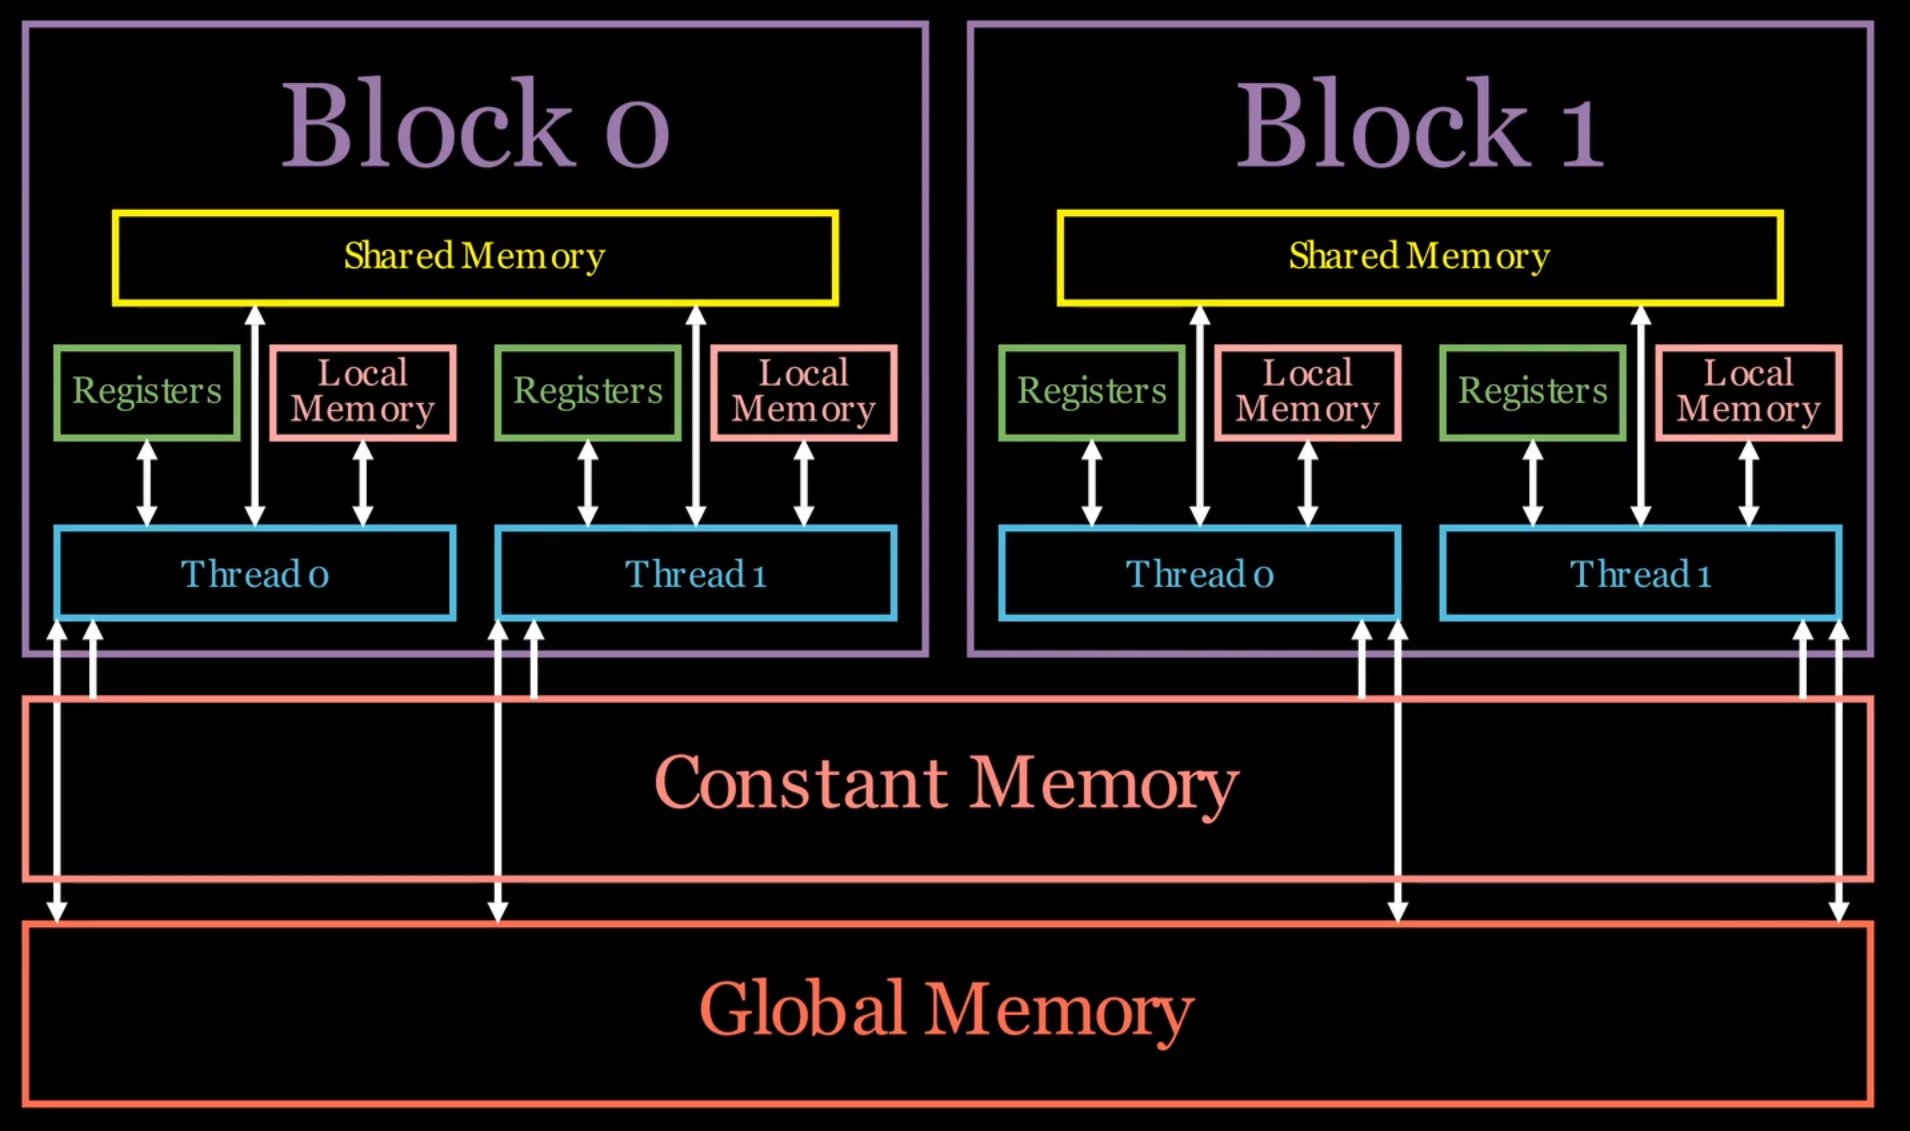 Block 0
Block 1
Shared Memory
Shared Memory
Registers
Local
Memory
Registers
Local
Memory
Registers
Local
Memory
Registers
Local
Memory
Thread 0
Thread 1
Thread 0
Thread 1
Constant Memory
Global Memory